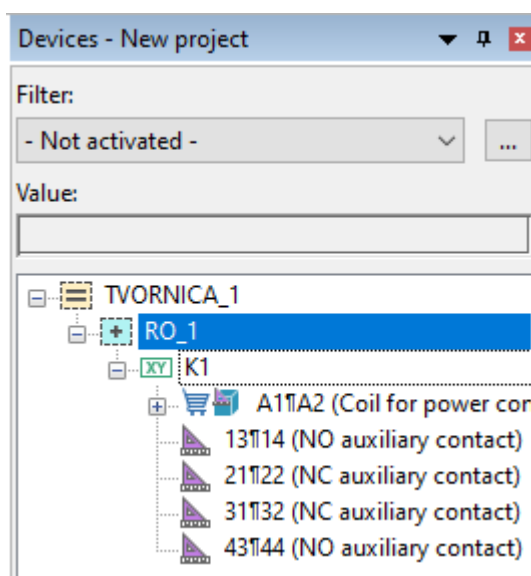 Devices - New project
Filter:
- Not activated -
...
Value:
TVORNICA_1
RO_1
XY K1
A1¶A2 (Coil for power con
13¶14 (NO auxiliary contact)
21¶22 (NC auxiliary contact)
31¶32 (NC auxiliary contact)
43¶44 (NO auxiliary contact)